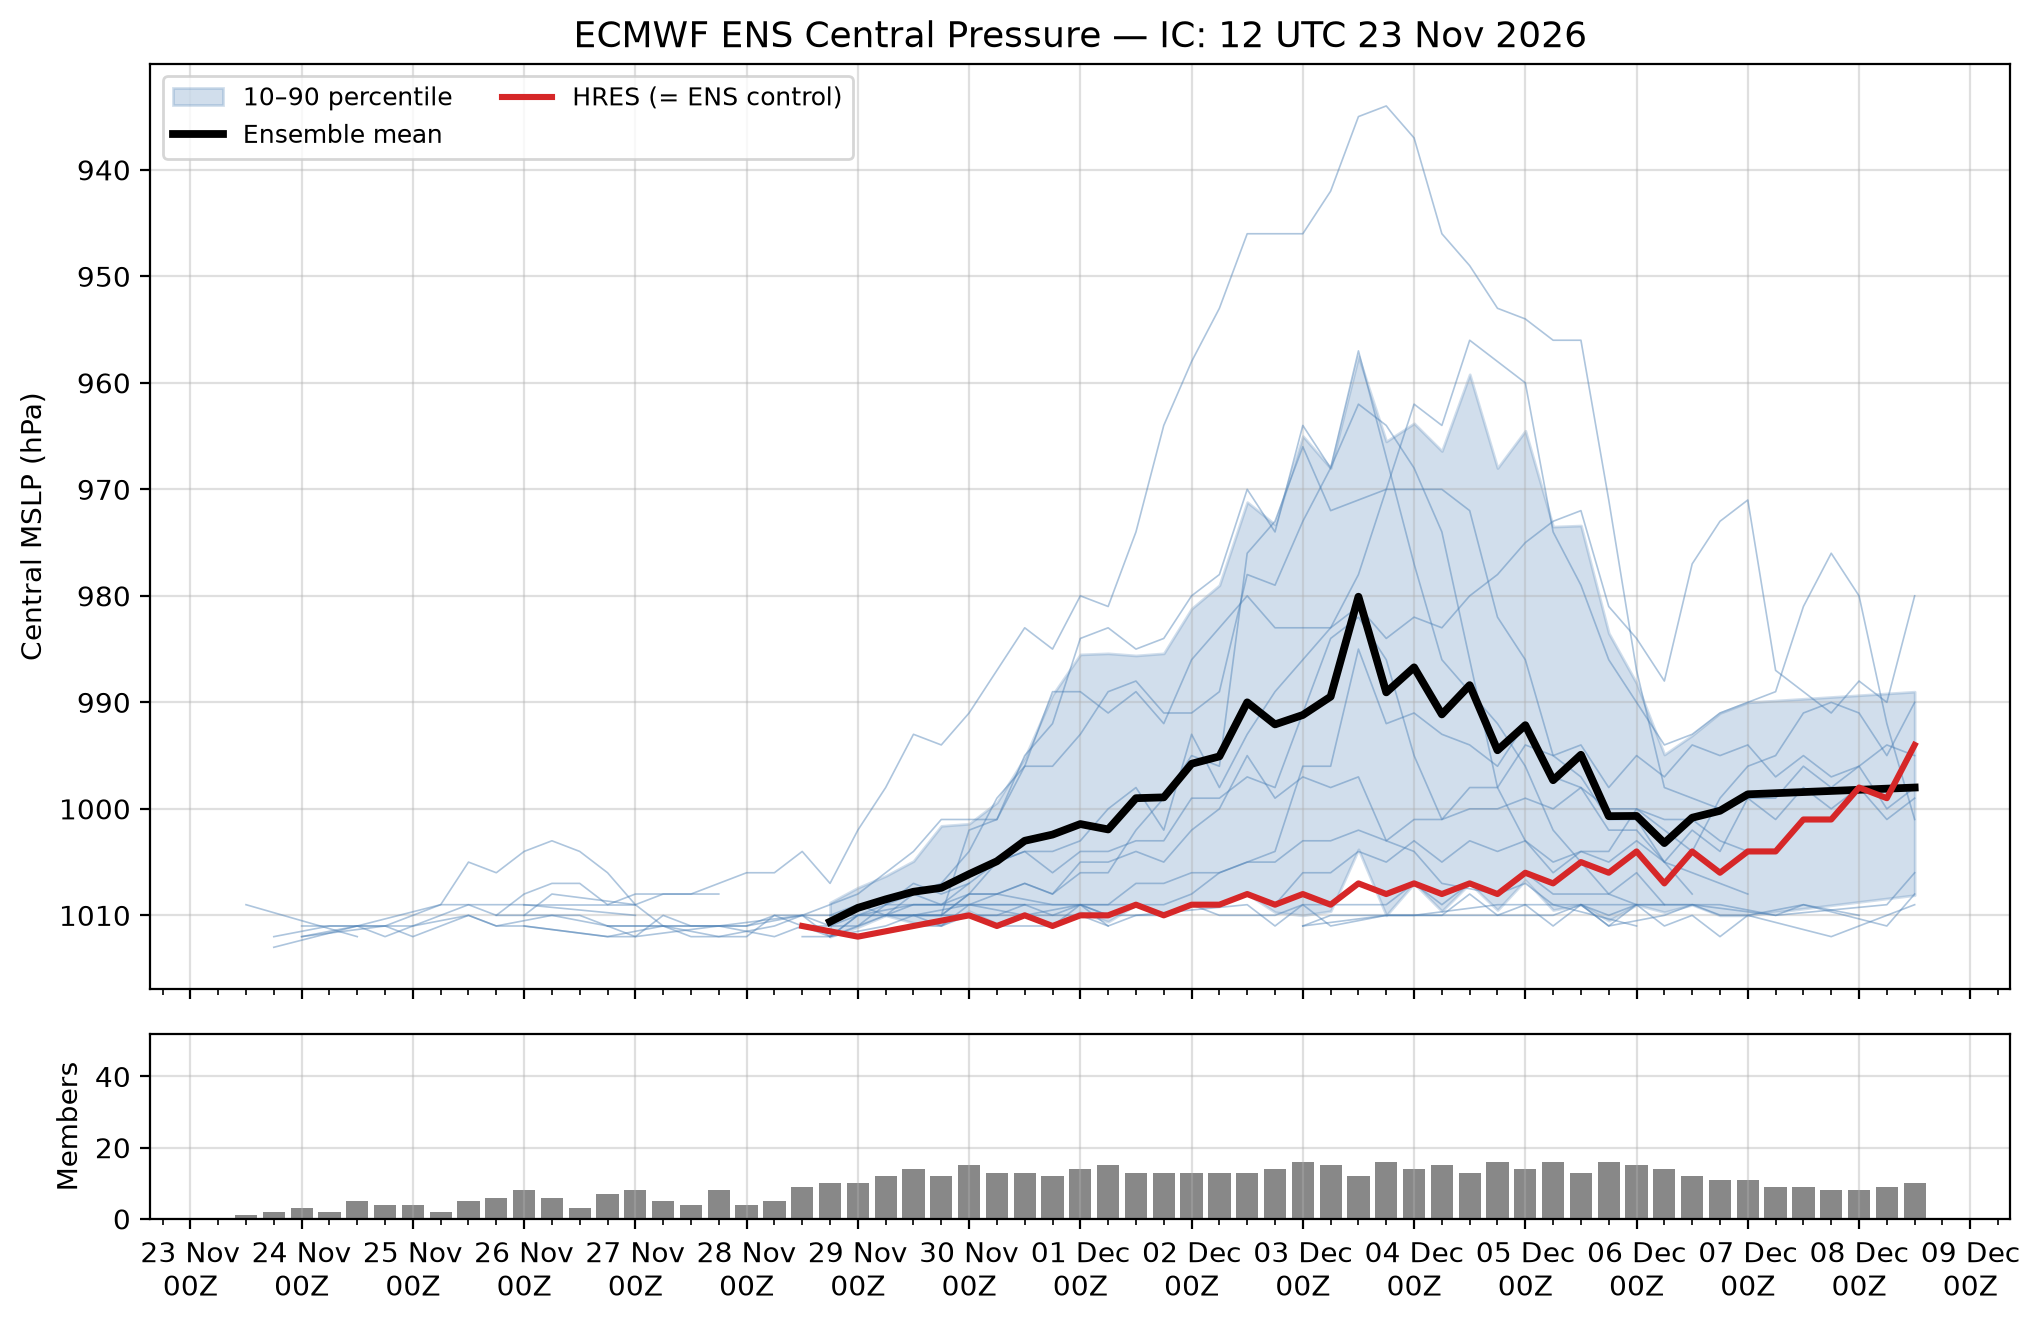 ECMWF ENS Central Pressure — IC: 12 UTC 23 Nov 2026
10–90 percentile
Ensemble mean
HRES (= ENS control)
Central MSLP (hPa)
940
950
960
970
980
990
1000
1010
Members
40
20
0
23 Nov 24 Nov 25 Nov 26 Nov 27 Nov 28 Nov 29 Nov 30 Nov 01 Dec 02 Dec 03 Dec 04 Dec 05 Dec 06 Dec 07 Dec 08 Dec 09 Dec
00Z 00Z 00Z 00Z 00Z 00Z 00Z 00Z 00Z 00Z 00Z 00Z 00Z 00Z 00Z 00Z 00Z